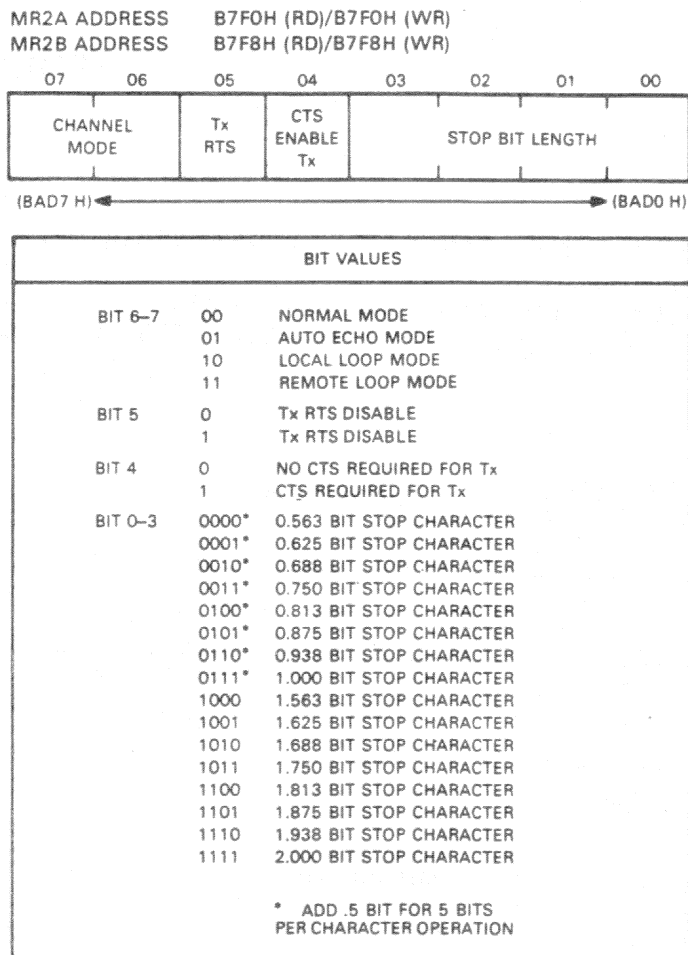 MR2A ADDRESS B7F0H (RD)/B7F0H (WR)
MR2B ADDRESS B7F8H (RD)/B7F8H (WR)
07 06 05 04 03 02 01 00
CHANNEL MODE
Tx RTS
CTS ENABLE Tx
STOP BIT LENGTH
(BAD7 H) (BAD0 H)
BIT VALUES
BIT 6–7 00 NORMAL MODE
01 AUTO ECHO MODE
10 LOCAL LOOP MODE
11 REMOTE LOOP MODE
BIT 5 0 Tx RTS DISABLE
1 Tx RTS DISABLE
BIT 4 0 NO CTS REQUIRED FOR Tx
1 CTS REQUIRED FOR Tx
BIT 0–3 0000* 0.563 BIT STOP CHARACTER
0001* 0.625 BIT STOP CHARACTER
0010* 0.688 BIT STOP CHARACTER
0011* 0.750 BIT STOP CHARACTER
0100* 0.813 BIT STOP CHARACTER
0101* 0.875 BIT STOP CHARACTER
0110* 0.938 BIT STOP CHARACTER
0111* 1.000 BIT STOP CHARACTER
1000 1.563 BIT STOP CHARACTER
1001 1.625 BIT STOP CHARACTER
1010 1.688 BIT STOP CHARACTER
1011 1.750 BIT STOP CHARACTER
1100 1.813 BIT STOP CHARACTER
1101 1.875 BIT STOP CHARACTER
1110 1.938 BIT STOP CHARACTER
1111 2.000 BIT STOP CHARACTER
* ADD .5 BIT FOR 5 BITS
PER CHARACTER OPERATION